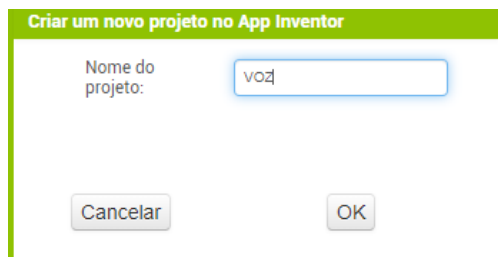 Criar um novo projeto no App Inventor
Nome do
projeto:
voz
Cancelar
OK